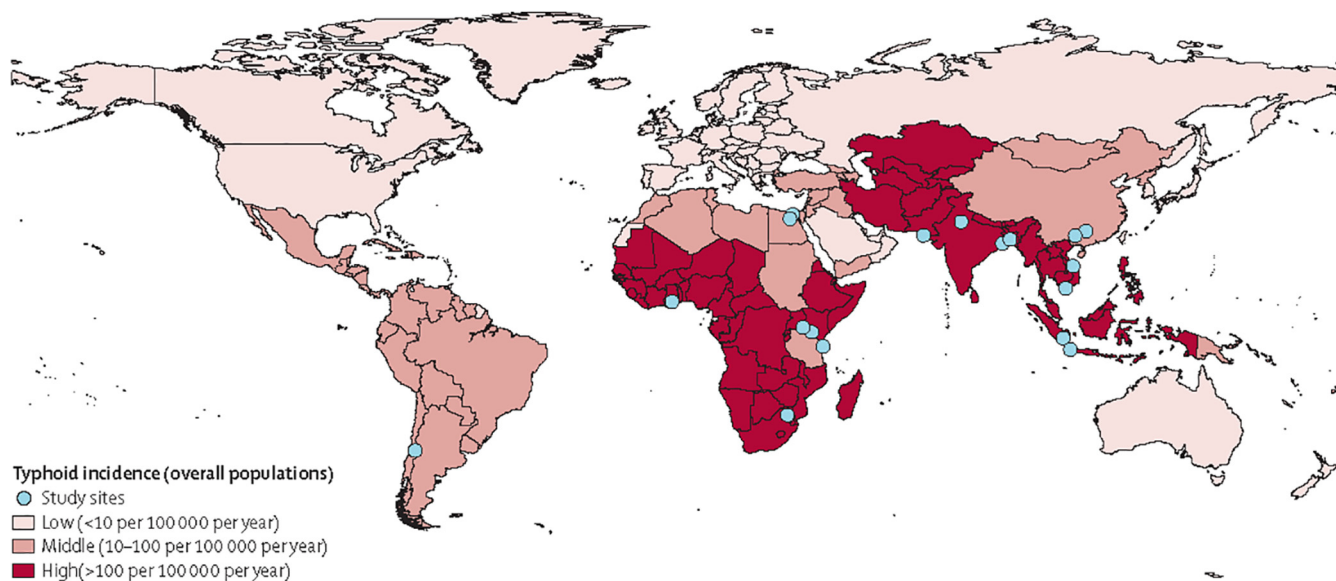 Typhoid incidence (overall populations)
Study sites
Low (<10 per 100 000 per year)
Middle (10–100 per 100 000 per year)
High(>100 per 100 000 per year)